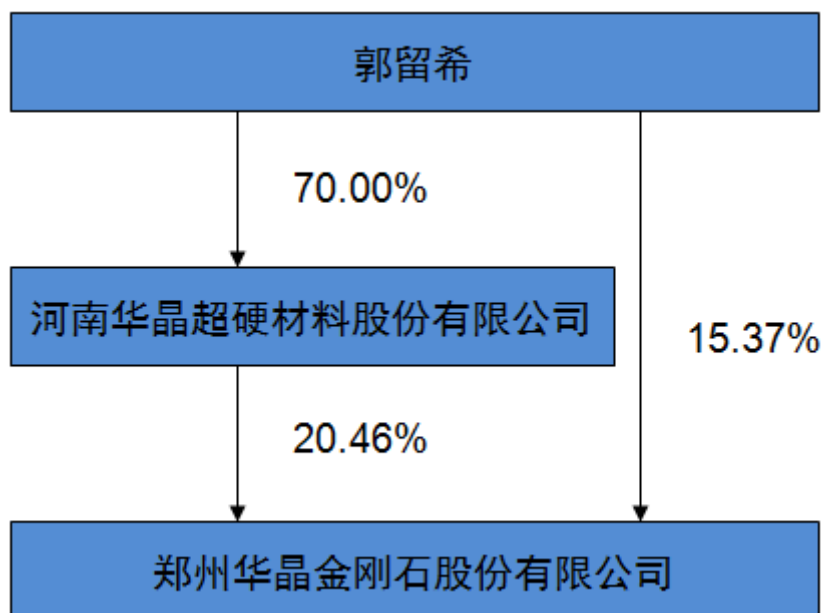 郭留希
70.00%
河南华晶超硬材料股份有限公司
15.37%
20.46%
郑州华晶金刚石股份有限公司